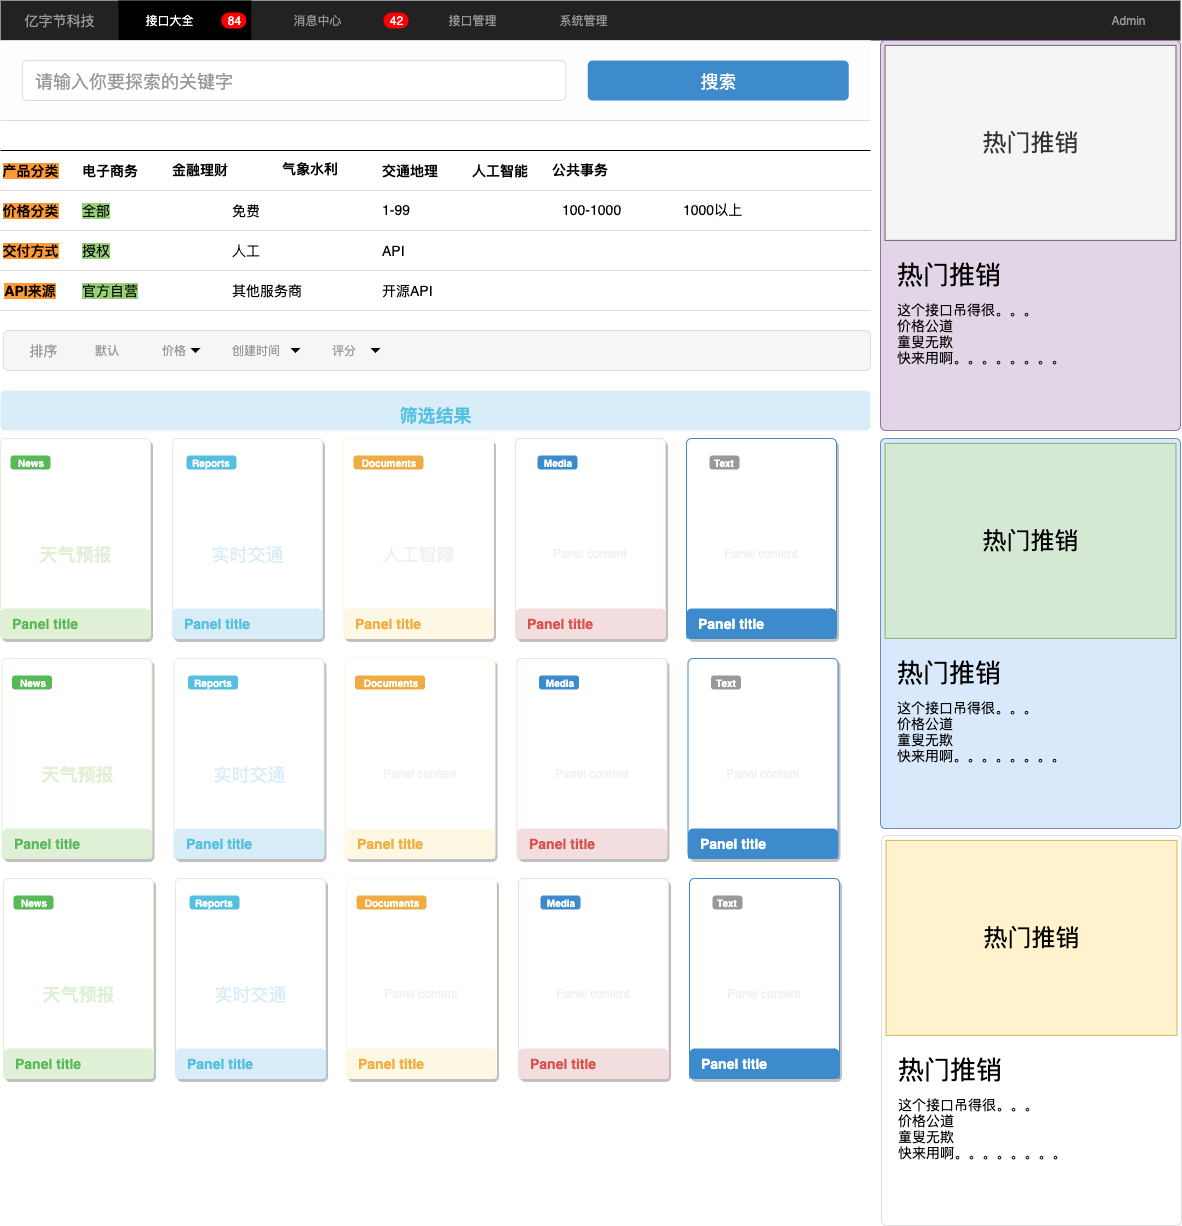 亿字节科技 接口大全 84 消息中心 42 接口管理 系统管理 Admin
请输入你要探索的关键字 搜索
产品分类 电子商务 金融理财 气象水利 交通地理 人工智能 公共事务
价格分类 全部 免费 1-99 100-1000 1000以上
交付方式 授权 人工 API
API来源 官方自营 其他服务商 开源API
排序 默认 价格 创建时间 评分
筛选结果
News Reports Documents Media Text
天气预报 实时交通 人工智障 Panel content Panel content
Panel title Panel title Panel title Panel title Panel title
News Reports Documents Media Text
天气预报 实时交通 Panel content Panel content Panel content
Panel title Panel title Panel title Panel title Panel title
News Reports Documents Media Text
天气预报 实时交通 Panel content Panel content Panel content
Panel title Panel title Panel title Panel title Panel title
热门推销
热门推销
这个接口吊得很。。。
价格公道
童叟无欺
快来用啊。。。。。。。。
热门推销
热门推销
这个接口吊得很。。。
价格公道
童叟无欺
快来用啊。。。。。。。。
热门推销
热门推销
这个接口吊得很。。。
价格公道
童叟无欺
快来用啊。。。。。。。。